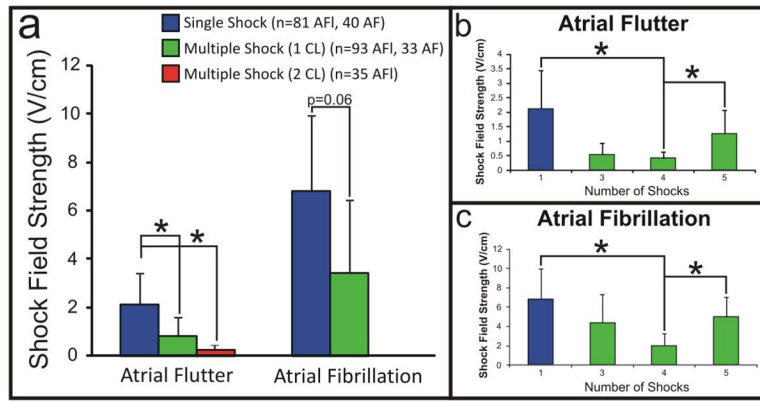 a
Single Shock (n=81 AFl, 40 AF)
Multiple Shock (1 CL) (n=93 AFl, 33 AF)
Multiple Shock (2 CL) (n=35 AFl)
Shock Field Strength (V/cm)
12
10
8
6
4
2
0
p=0.06
*
*
Atrial Flutter
Atrial Fibrillation
b
Atrial Flutter
Shock Field Strength (V/cm)
4
3.5
3
2.5
2
1.5
1
0.5
0
*
*
1 3 4 5
Number of Shocks
c
Atrial Fibrillation
Shock Field Strength (V/cm)
12
10
8
6
4
2
0
*
*
1 3 4 5
Number of Shocks